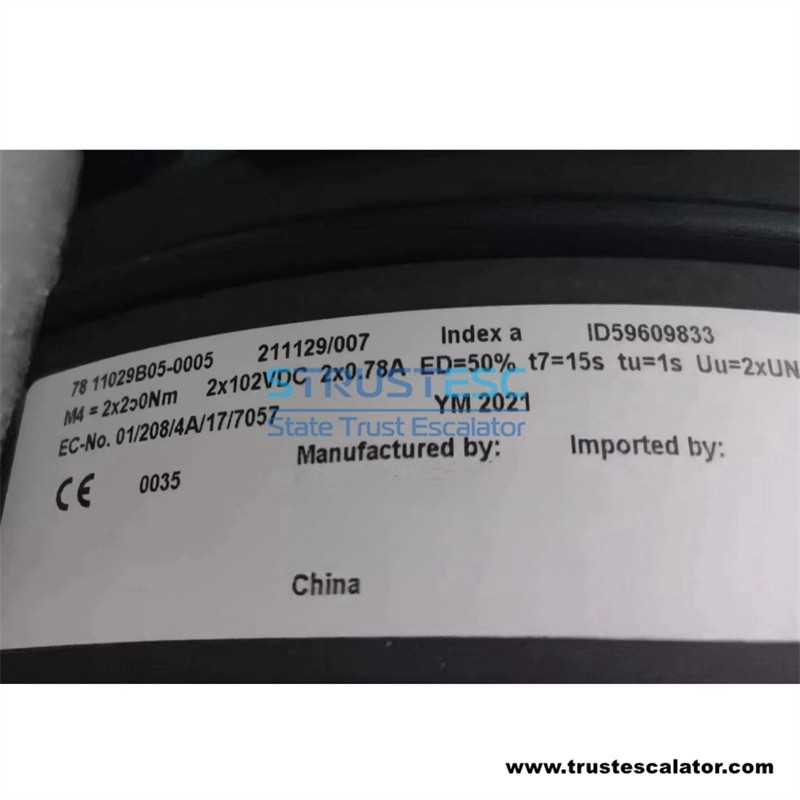 78 11029B05-0005 211129/007 Index a ID59609833
M4 = 2x250Nm 2x102VDC 2x0.78A ED=50% t7=15s tu=1s Uu=2xUN
EC-No. 01/208/4A/17/7057 YM 2021
STRUSTESC
State Trust Escalator
Manufactured by: Imported by:
CE 0035
China
www.trustescalator.com